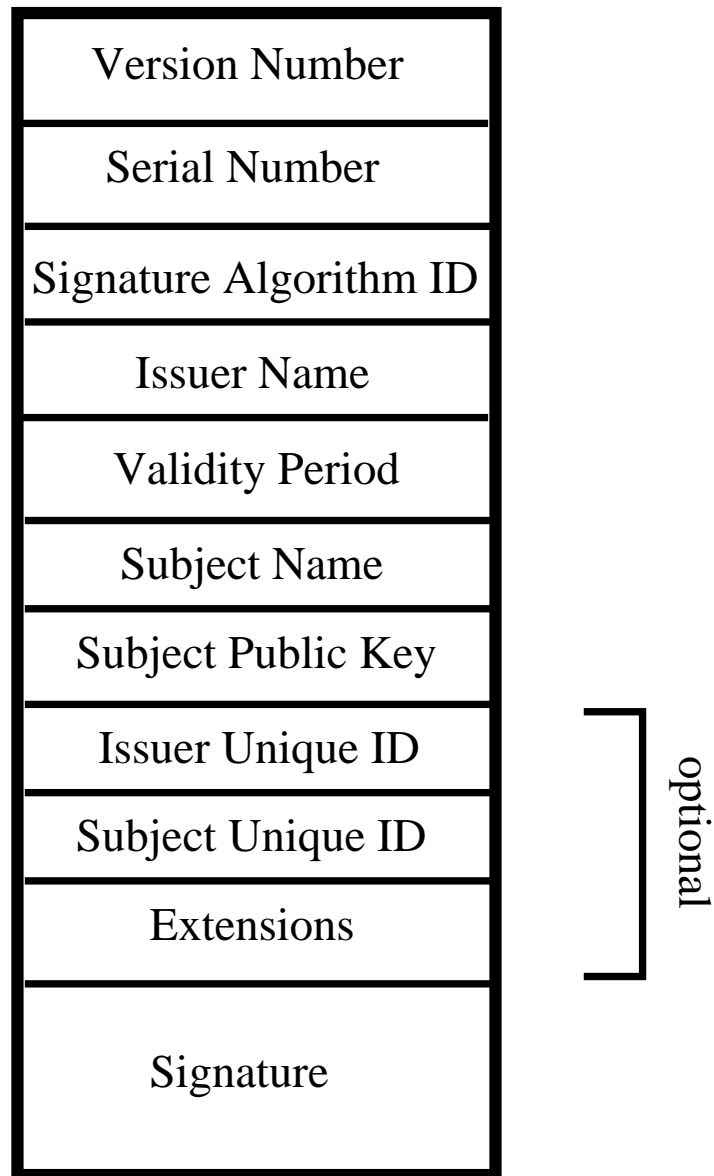 Version Number
Serial Number
Signature Algorithm ID
Issuer Name
Validity Period
Subject Name
Subject Public Key
Issuer Unique ID
Subject Unique ID
Extensions
optional
Signature